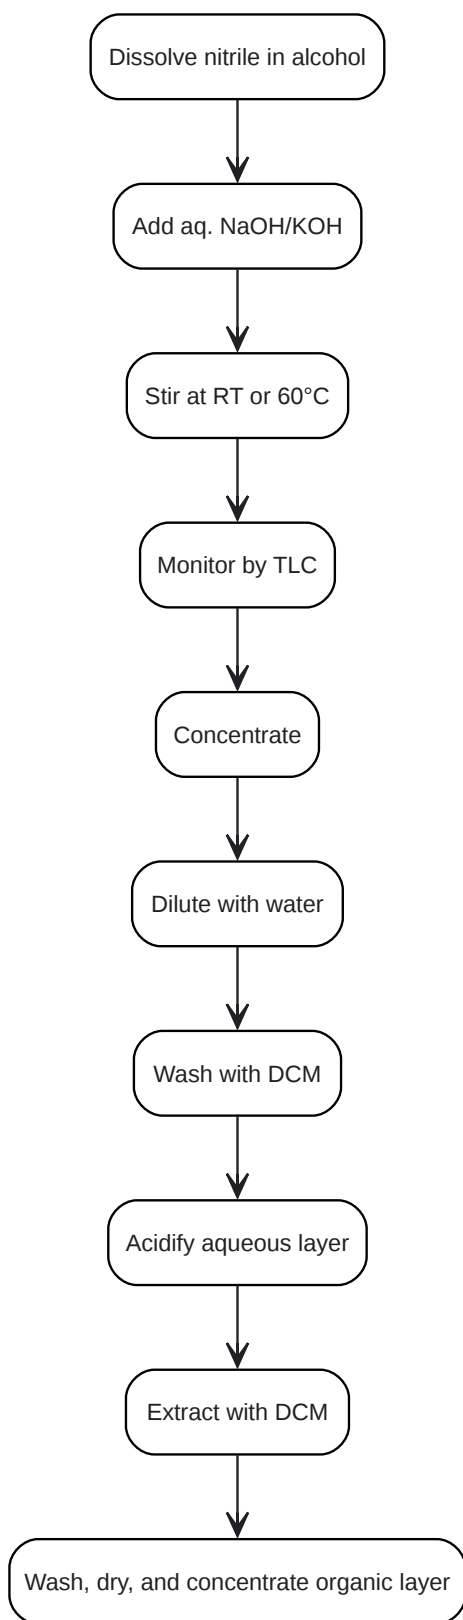 Dissolve nitrile in alcohol
Add aq. NaOH/KOH
Stir at RT or 60°C
Monitor by TLC
Concentrate
Dilute with water
Wash with DCM
Acidify aqueous layer
Extract with DCM
Wash, dry, and concentrate organic layer